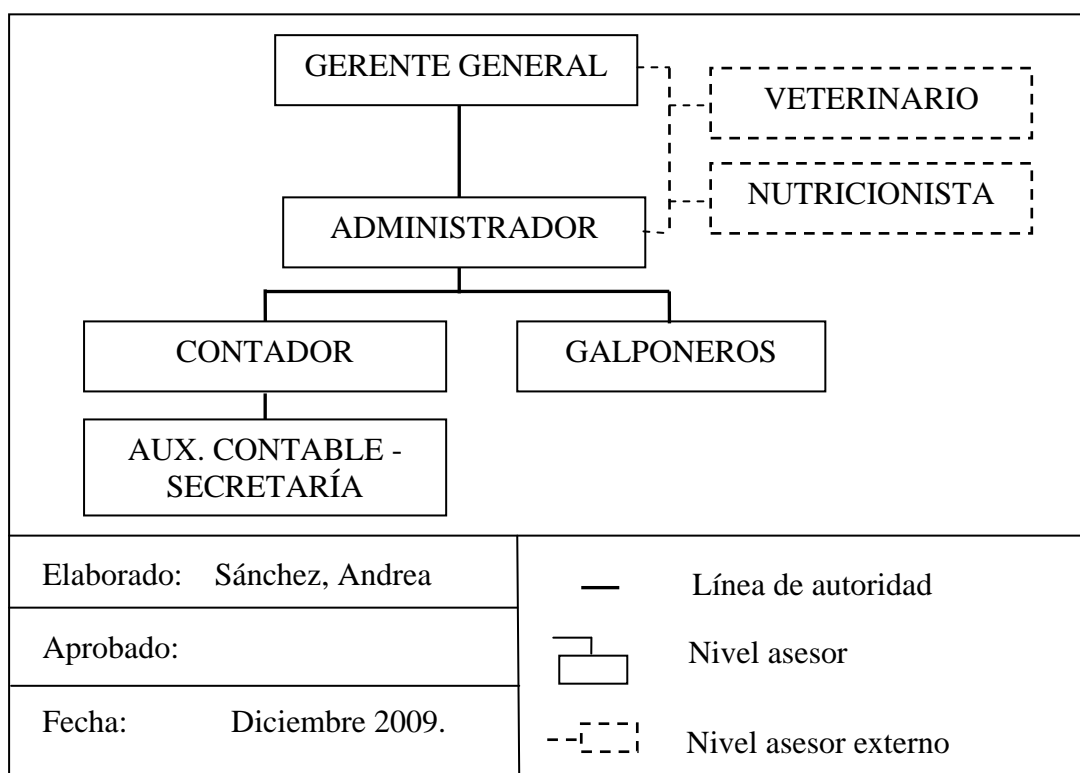 GERENTE GENERAL
VETERINARIO
NUTRICIONISTA
ADMINISTRADOR
CONTADOR
GALPONEROS
AUX. CONTABLE -
SECRETARÍA
Elaborado: Sánchez, Andrea
Aprobado:
Fecha: Diciembre 2009.
Línea de autoridad
Nivel asesor
Nivel asesor externo